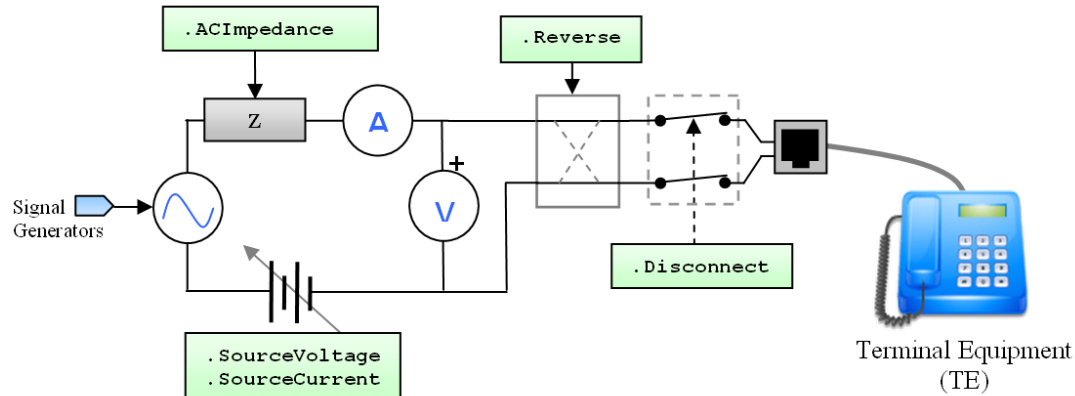 .ACImpedance
.Reverse
Z
A
+
V
Signal
Generators
.Disconnect
.SourceVoltage
.SourceCurrent
Terminal Equipment
(TE)